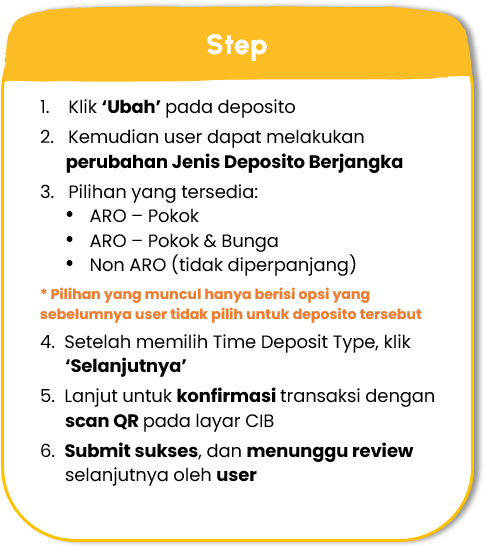 Step
1. Klik ‘Ubah’ pada deposito
2. Kemudian user dapat melakukan
perubahan Jenis Deposito Berjangka
3. Pilihan yang tersedia:
• ARO – Pokok
• ARO – Pokok & Bunga
• Non ARO (tidak diperpanjang)
* Pilihan yang muncul hanya berisi opsi yang
sebelumnya user tidak pilih untuk deposito tersebut
4. Setelah memilih Time Deposit Type, klik
‘Selanjutnya’
5. Lanjut untuk konfirmasi transaksi dengan
scan QR pada layar CIB
6. Submit sukses, dan menunggu review
selanjutnya oleh user